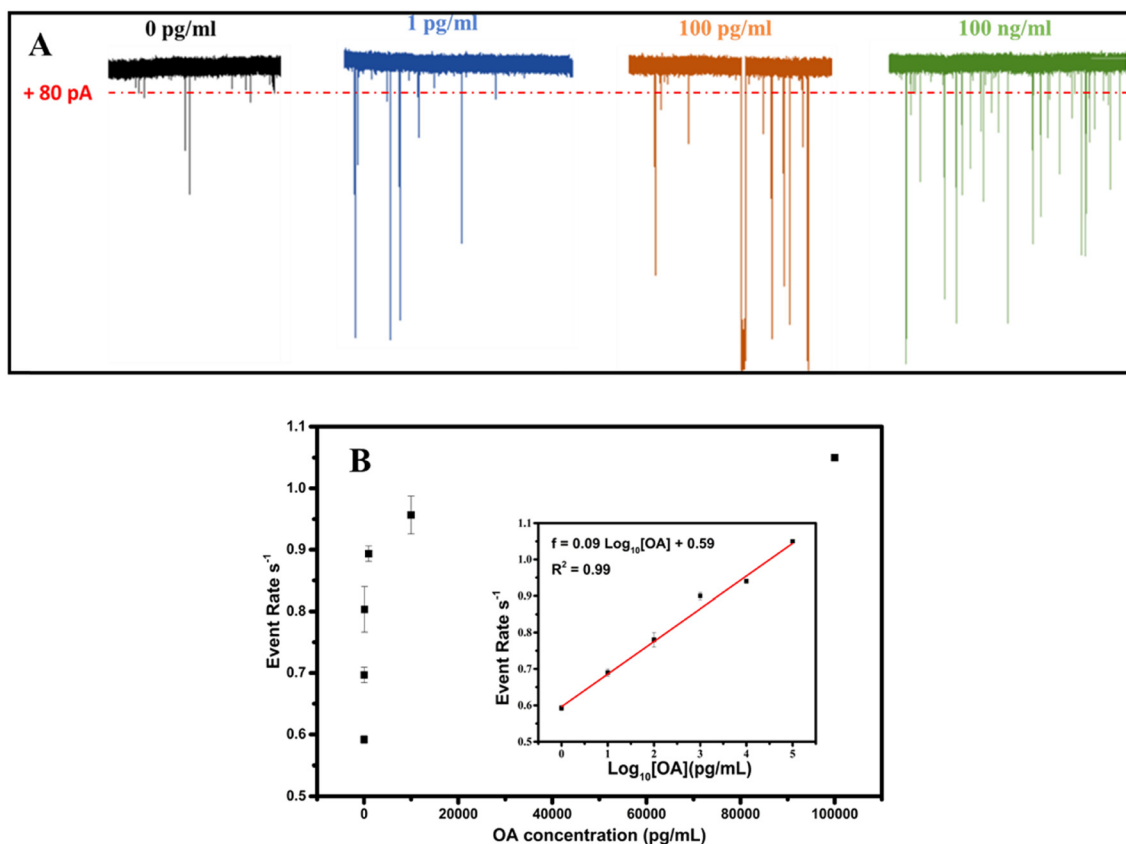 A
0 pg/ml
1 pg/ml
100 pg/ml
100 ng/ml
+ 80 pA
B
1.1
1.0
0.9
0.8
0.7
0.6
0.5
Event Rate s⁻¹
0
20000
40000
60000
80000
100000
OA concentration (pg/mL)
f = 0.09 Log₁₀[OA] + 0.59
R² = 0.99
1.1
1.0
0.9
0.8
0.7
0.6
0.5
Event Rate s⁻¹
0
1
2
3
4
5
Log₁₀[OA](pg/mL)